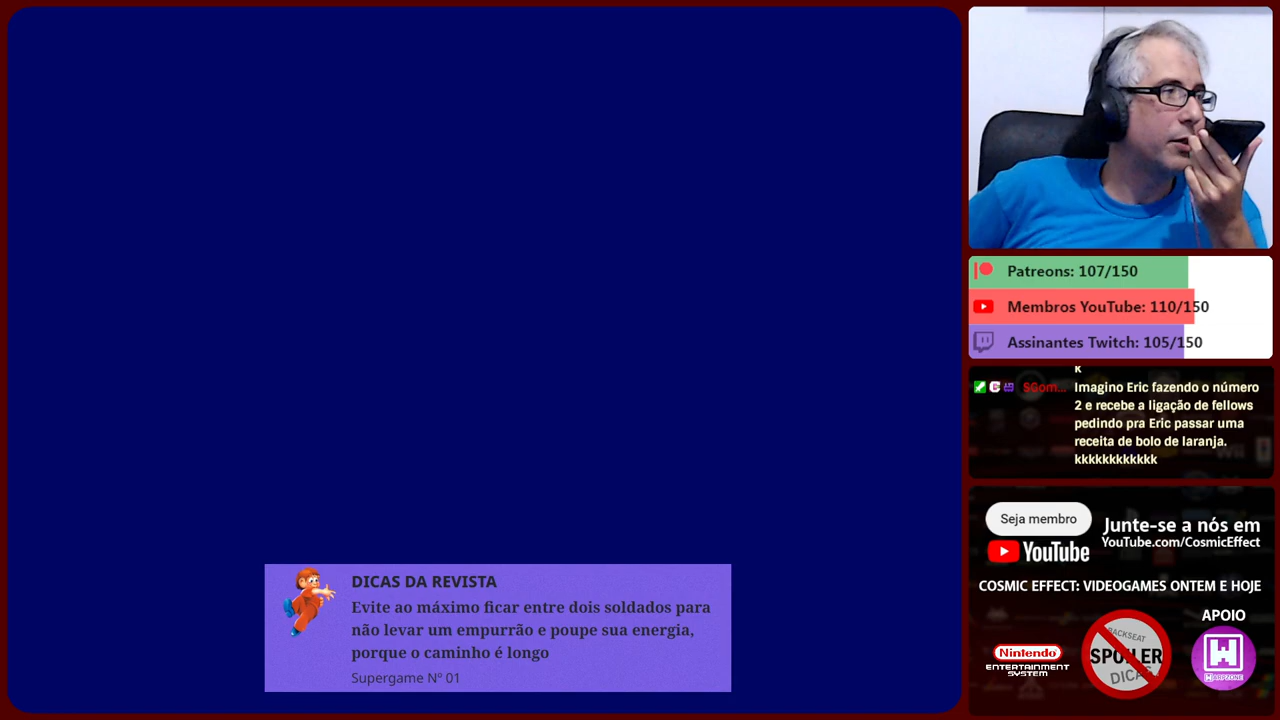 Patreons: 107/150
Membros YouTube: 110/150
Assinantes Twitch: 105/150
K
SGom... Imagino Eric fazendo o número
2 e recebe a ligação de fellows
pedindo pra Eric passar uma
receita de bolo de laranja.
kkkkkkkkkkkk
Seja membro
YouTube
Junte-se a nós em
YouTube.com/CosmicEffect
COSMIC EFFECT: VIDEOGAMES ONTEM E HOJE
Nintendo
ENTERTAINMENT
SYSTEM
BACKSEAT
SPOILER
DICAS
APOIO
WARPZONE
DICAS DA REVISTA
Evite ao máximo ficar entre dois soldados para
não levar um empurrão e poupe sua energia,
porque o caminho é longo
Supergame Nº 01